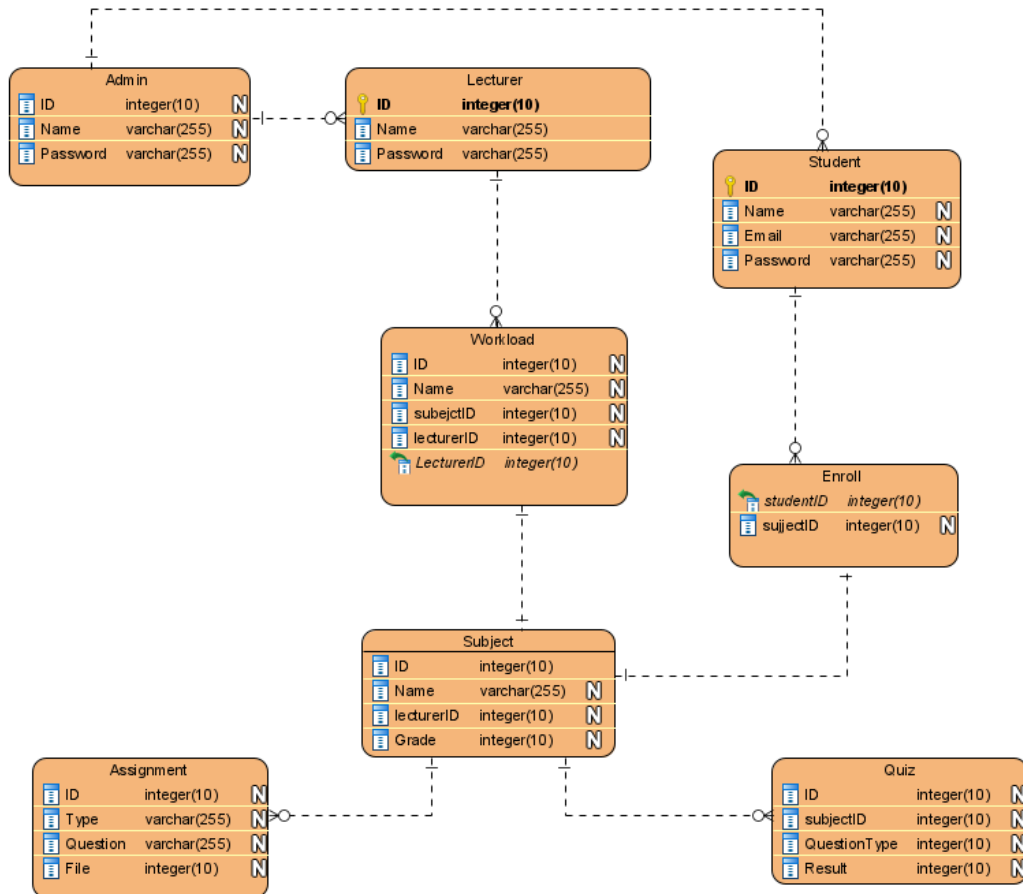 Admin
ID integer(10) N
Name varchar(255) N
Password varchar(255) N
Lecturer
ID integer(10)
Name varchar(255)
Password varchar(255)
Student
ID integer(10)
Name varchar(255) N
Email varchar(255) N
Password varchar(255) N
Workload
ID integer(10) N
Name varchar(255) N
subejctID integer(10) N
lecturerID integer(10) N
LecturerID integer(10)
Enroll
studentID integer(10)
sujjectID integer(10) N
Subject
ID integer(10)
Name varchar(255) N
lecturerID integer(10) N
Grade integer(10) N
Assignment
ID integer(10) N
Type varchar(255) N
Question varchar(255) N
File integer(10) N
Quiz
ID integer(10) N
subjectID integer(10) N
QuestionType integer(10) N
Result integer(10) N